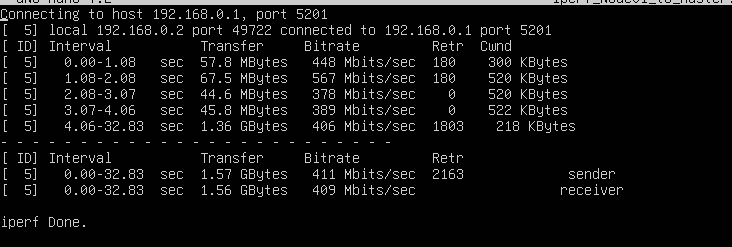 Connecting to host 192.168.0.1, port 5201
[  5] local 192.168.0.2 port 49722 connected to 192.168.0.1 port 5201
[ ID] Interval           Transfer     Bitrate         Retr  Cwnd
[  5]   0.00-1.08   sec  57.8 MBytes   448 Mbits/sec  180    300 KBytes
[  5]   1.08-2.08   sec  67.5 MBytes   567 Mbits/sec  180    520 KBytes
[  5]   2.08-3.07   sec  44.6 MBytes   378 Mbits/sec    0    520 KBytes
[  5]   3.07-4.06   sec  45.8 MBytes   389 Mbits/sec    0    522 KBytes
[  5]   4.06-32.83  sec  1.36 GBytes   406 Mbits/sec  1803    218 KBytes
- - - - - - - - - - - - - - - - - - - - - - - - -
[ ID] Interval           Transfer     Bitrate         Retr
[  5]   0.00-32.83  sec  1.57 GBytes   411 Mbits/sec  2163             sender
[  5]   0.00-32.83  sec  1.56 GBytes   409 Mbits/sec                  receiver
iperf Done.